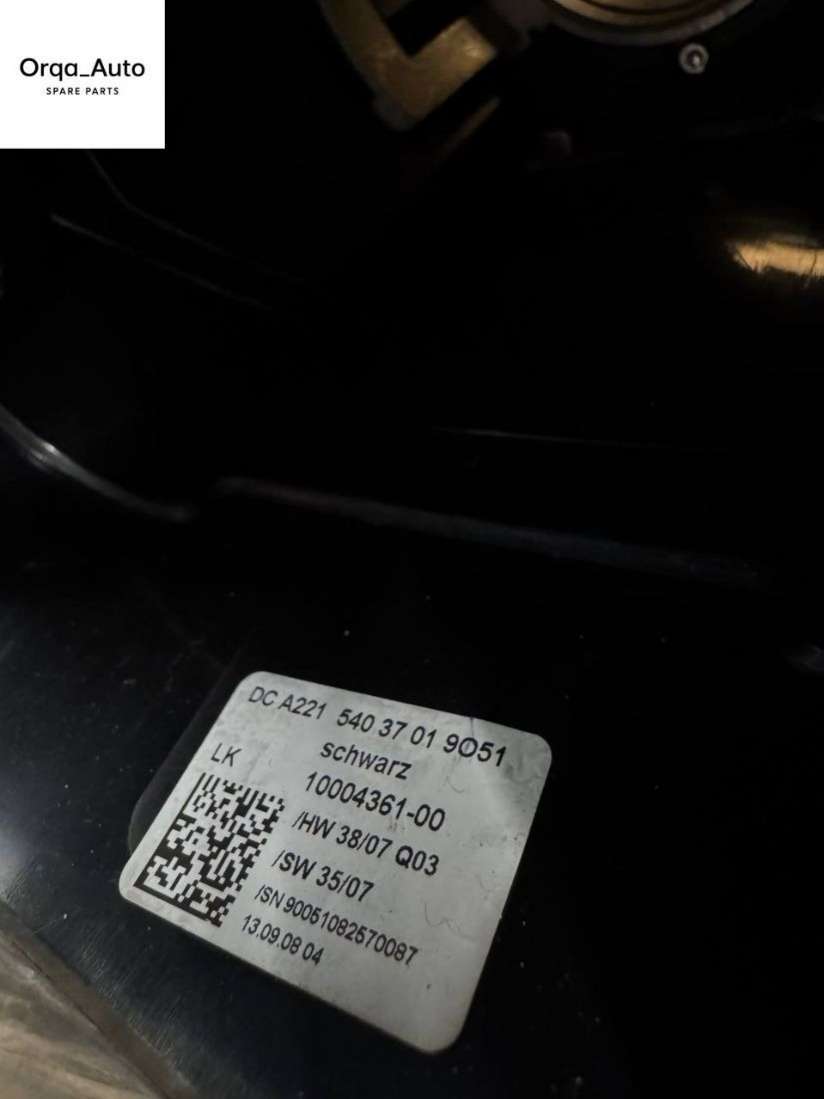 Orqa_Auto
SPARE PARTS
DC A221 540 37 01 9051
schwarz
LK
10004361-00
/HW 38/07 Q03
/SW 35/07
/SN 90051082570087
13.09.08 04